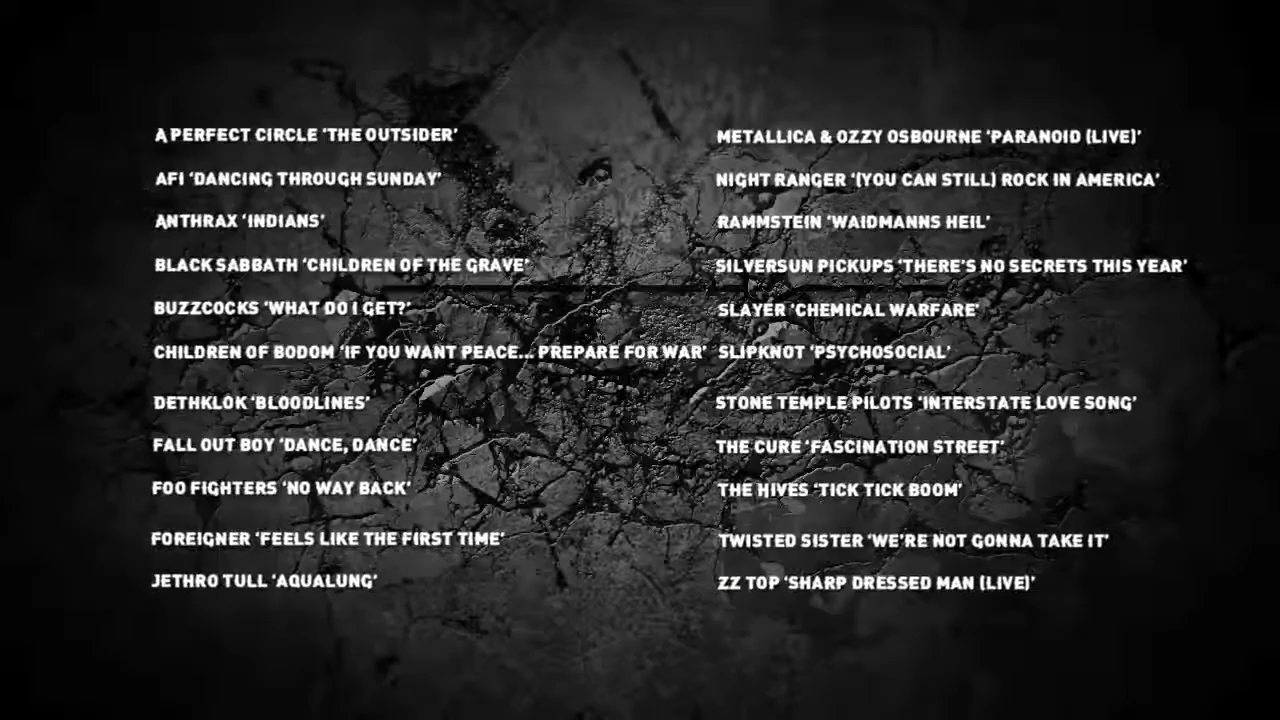 A PERFECT CIRCLE ‘THE OUTSIDER’
AFI ‘DANCING THROUGH SUNDAY’
ANTHRAX ‘INDIANS’
BLACK SABBATH ‘CHILDREN OF THE GRAVE’
BUZZCOCKS ‘WHAT DO I GET?’
CHILDREN OF BODOM ‘IF YOU WANT PEACE... PREPARE FOR WAR’
DETHKLOK ‘BLOODLINES’
FALL OUT BOY ‘DANCE, DANCE’
FOO FIGHTERS ‘NO WAY BACK’
FOREIGNER ‘FEELS LIKE THE FIRST TIME’
JETHRO TULL ‘AQUALUNG’
METALLICA & OZZY OSBOURNE ‘PARANOID (LIVE)’
NIGHT RANGER ‘(YOU CAN STILL) ROCK IN AMERICA’
RAMMSTEIN ‘WAIDMANNS HEIL’
SILVERSUN PICKUPS ‘THERE'S NO SECRETS THIS YEAR’
SLAYER ‘CHEMICAL WARFARE’
SLIPKNOT ‘PSYCHOSOCIAL’
STONE TEMPLE PILOTS ‘INTERSTATE LOVE SONG’
THE CURE ‘FASCINATION STREET’
THE HIVES ‘TICK TICK BOOM’
TWISTED SISTER ‘WE'RE NOT GONNA TAKE IT’
ZZ TOP ‘SHARP DRESSED MAN (LIVE)’